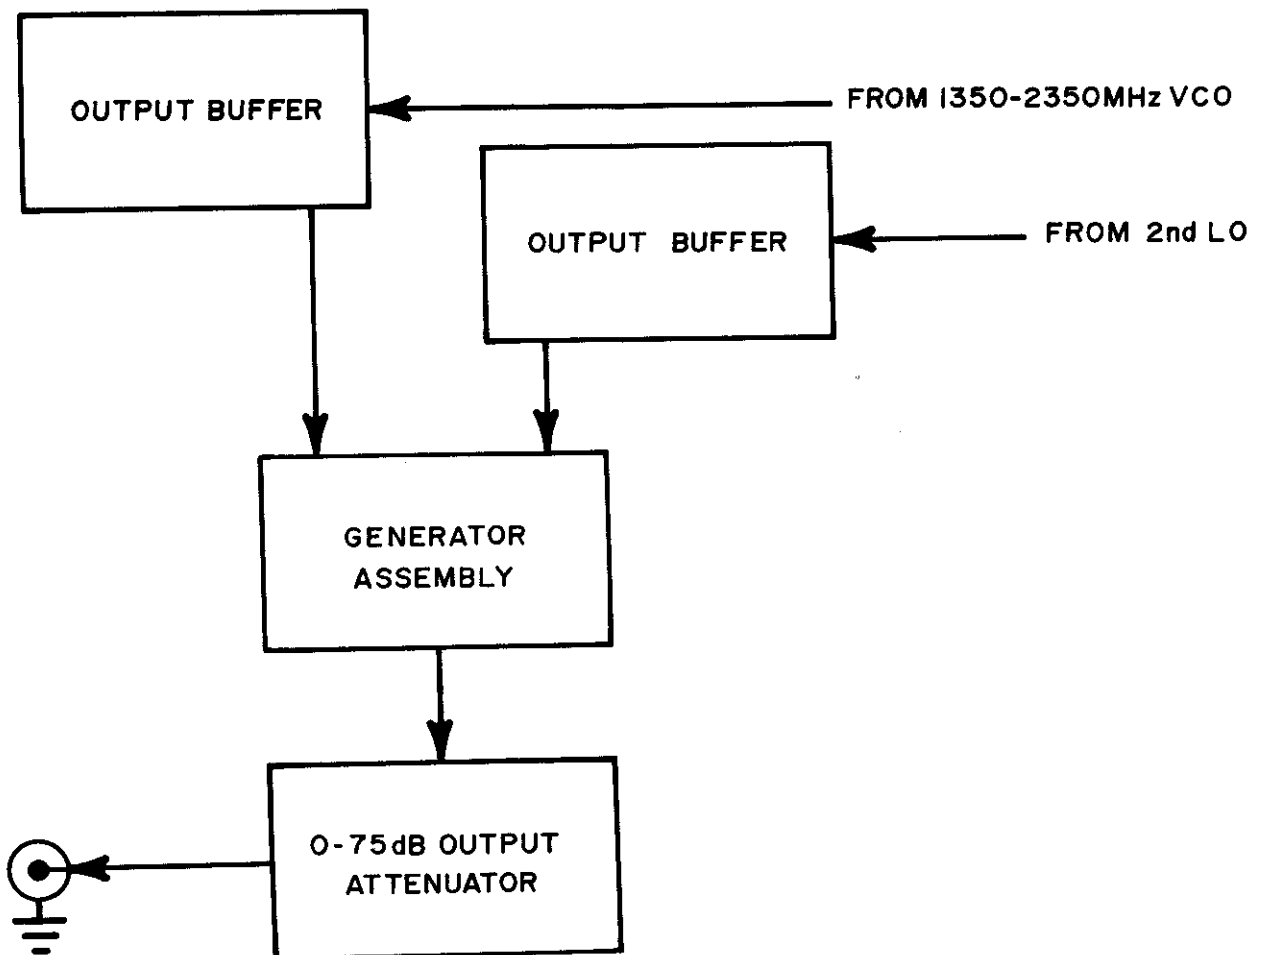 OUTPUT BUFFER
FROM 1350-2350MHz VCO
OUTPUT BUFFER
FROM 2nd LO
GENERATOR
ASSEMBLY
0-75dB OUTPUT
ATTENUATOR